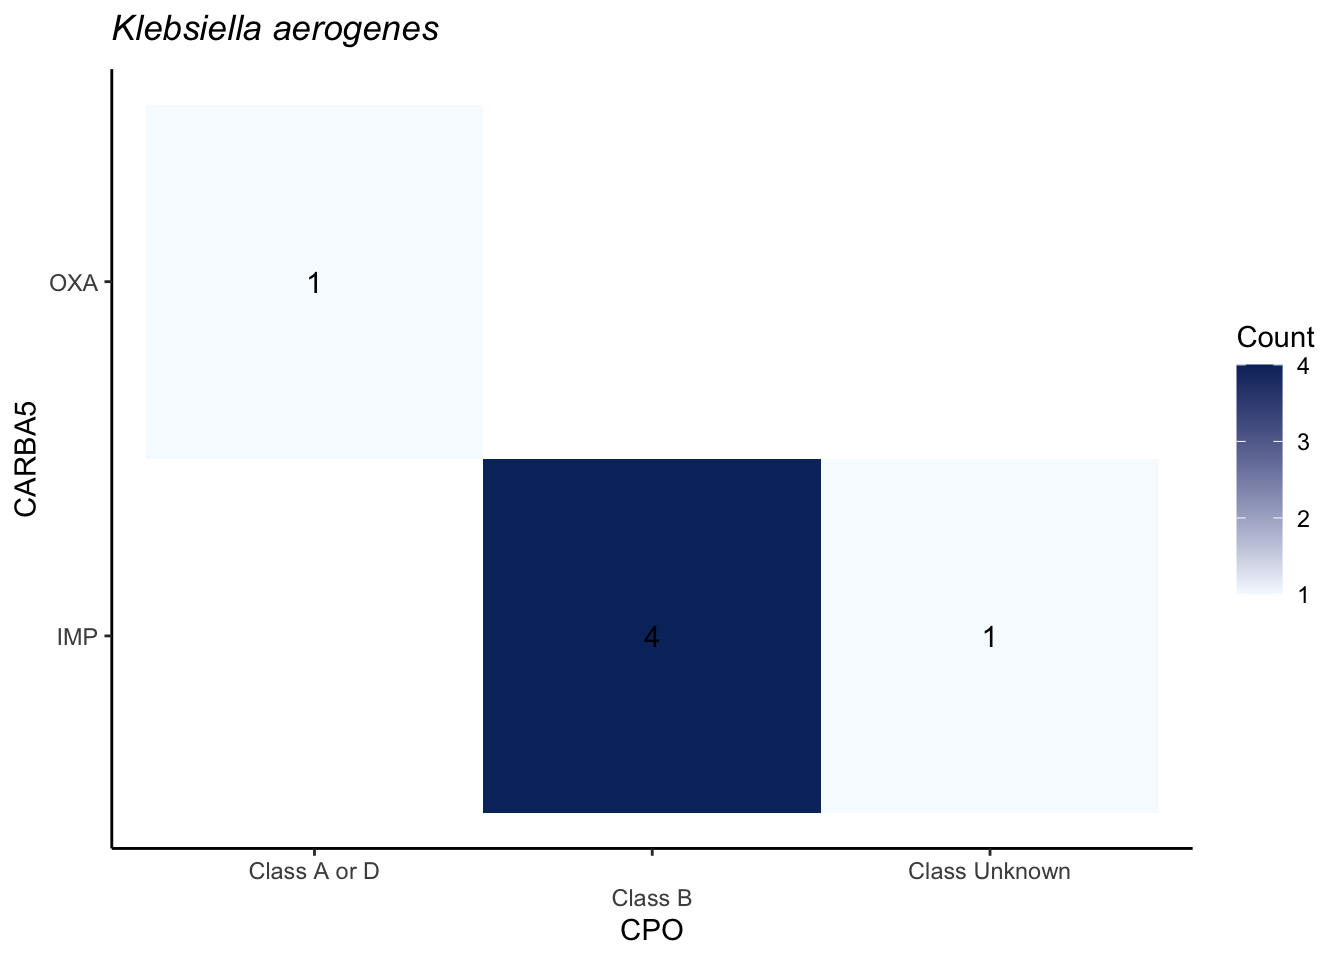 Klebsiella aerogenes
CARBA5
OXA
IMP
1
4
1
Class A or D
Class B
Class Unknown
CPO
Count
4
3
2
1